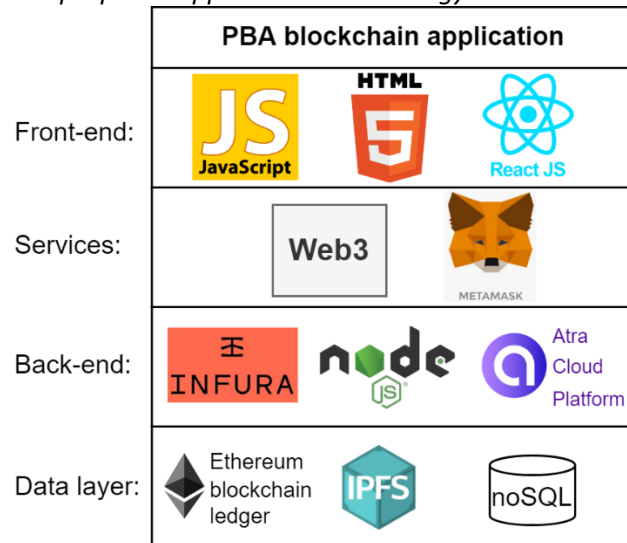 PBA blockchain application
Front-end:
JS
JavaScript
HTML
5
React JS
Services:
Web3
METAMASK
Back-end:
INFURA
node
JS
Atra
Cloud
Platform
Data layer:
Ethereum
blockchain
ledger
IPFS
noSQL